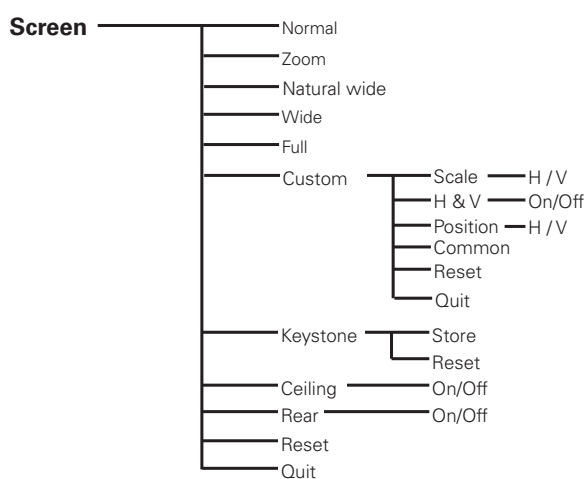 Screen Normal
Zoom
Natural wide
Wide
Full
Custom Scale H / V
H & V On/Off
Position H / V
Common
Reset
Quit
Keystone Store
Reset
Ceiling On/Off
Rear On/Off
Reset
Quit